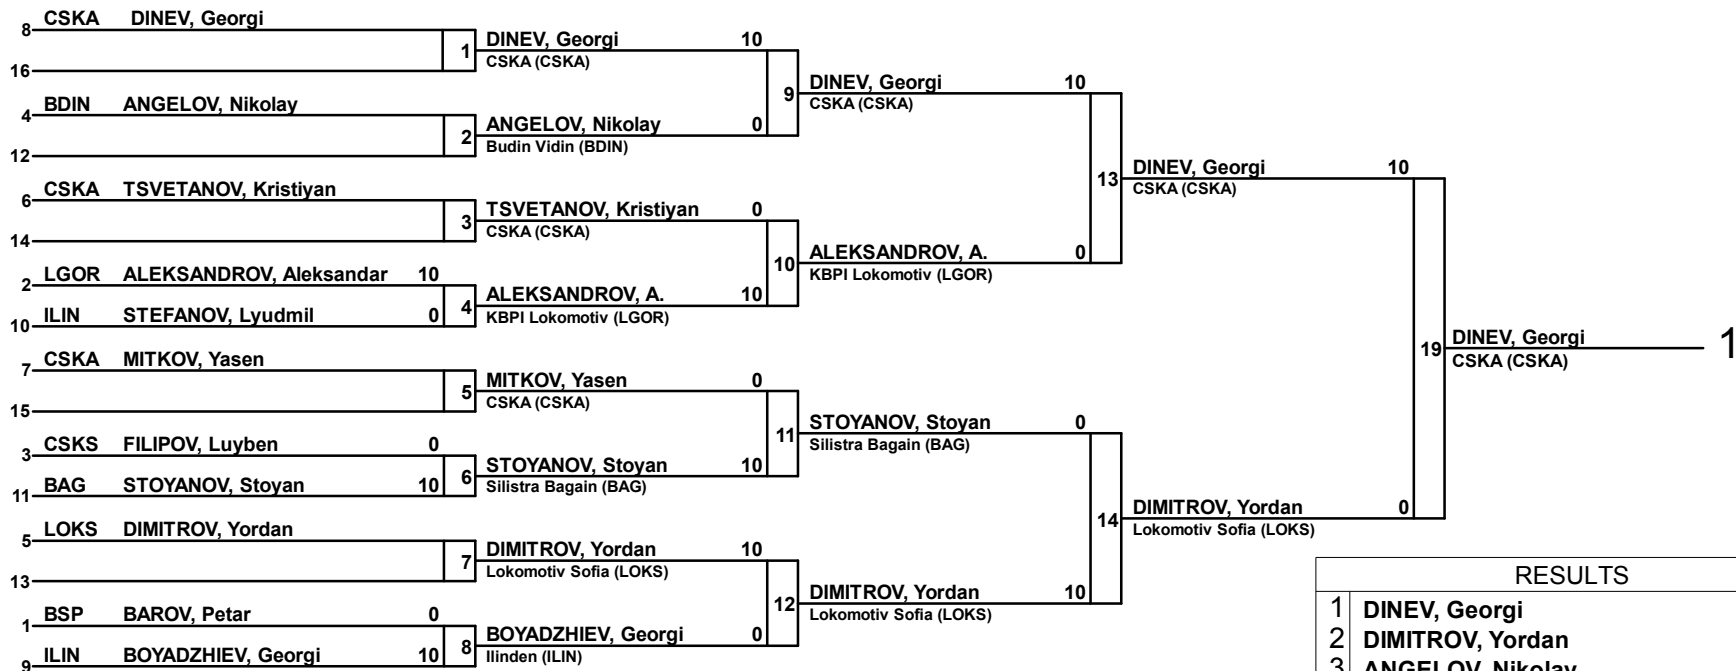 8 CSKA DINEV, Georgi
16
1
4 BDIN ANGELOV, Nikolay
12
2
6 CSKA TSVETANOV, Kristiyan
14
3
2 LGOR ALEKSANDROV, Aleksandar 10
10 ILIN STEFANOV, Lyudmil 0
4
7 CSKA MITKOV, Yasen
15
5
3 CSKS FILIPOV, Luyben 0
11 BAG STOYANOV, Stoyan 10
6
5 LOKS DIMITROV, Yordan
13
7
1 BSP BAROV, Petar 0
9 ILIN BOYADZHIEV, Georgi 10
8
DINEV, Georgi 10
CSKA (CSKA)
9
ANGELOV, Nikolay 0
Budin Vidin (BDIN)
TSVETANOV, Kristiyan 0
CSKA (CSKA)
10
ALEKSANDROV, A. 10
KBPI Lokomotiv (LGOR)
MITKOV, Yasen 0
CSKA (CSKA)
11
STOYANOV, Stoyan 10
Silistra Bagain (BAG)
DIMITROV, Yordan 10
Lokomotiv Sofia (LOKS)
12
BOYADZHIEV, Georgi 0
Ilinden (ILIN)
DINEV, Georgi 10
CSKA (CSKA)
13
ALEKSANDROV, A. 0
KBPI Lokomotiv (LGOR)
STOYANOV, Stoyan 0
Silistra Bagain (BAG)
14
DIMITROV, Yordan 10
Lokomotiv Sofia (LOKS)
DINEV, Georgi 10
CSKA (CSKA)
19
DIMITROV, Yordan 0
Lokomotiv Sofia (LOKS)
DINEV, Georgi
CSKA (CSKA)
1
RESULTS
1 DINEV, Georgi
2 DIMITROV, Yordan
3 ANGELOV, Nikolay